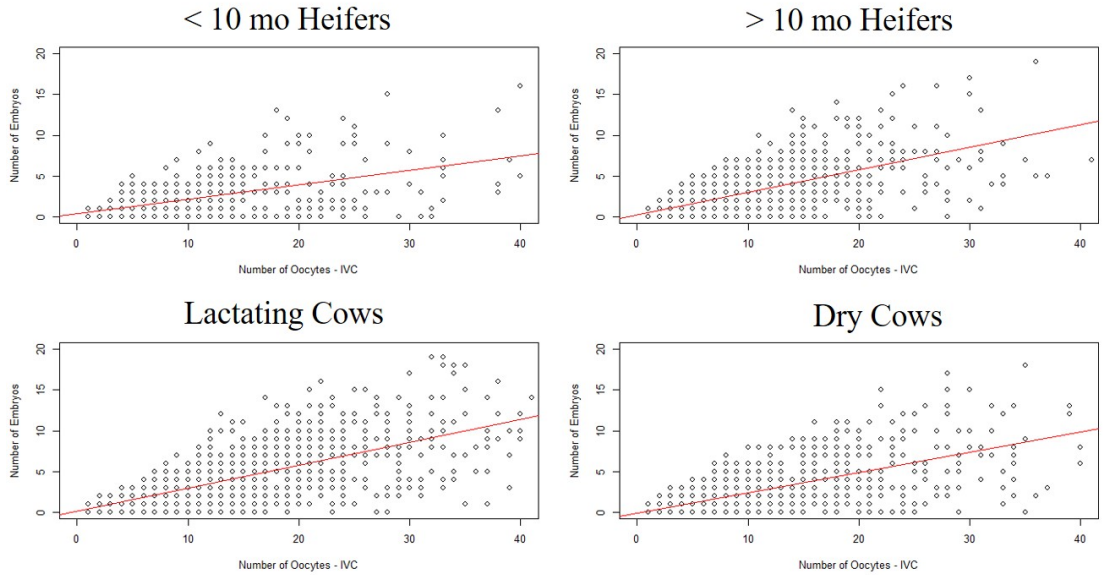 < 10 mo Heifers
20
15
10
5
0
Number of Embryos
0 10 20 30 40
Number of Oocytes - IVC
> 10 mo Heifers
20
15
10
5
0
Number of Embryos
0 10 20 30 40
Number of Oocytes - IVC
Lactating Cows
20
15
10
5
0
Number of Embryos
0 10 20 30 40
Number of Oocytes - IVC
Dry Cows
20
15
10
5
0
Number of Embryos
0 10 20 30 40
Number of Oocytes - IVC